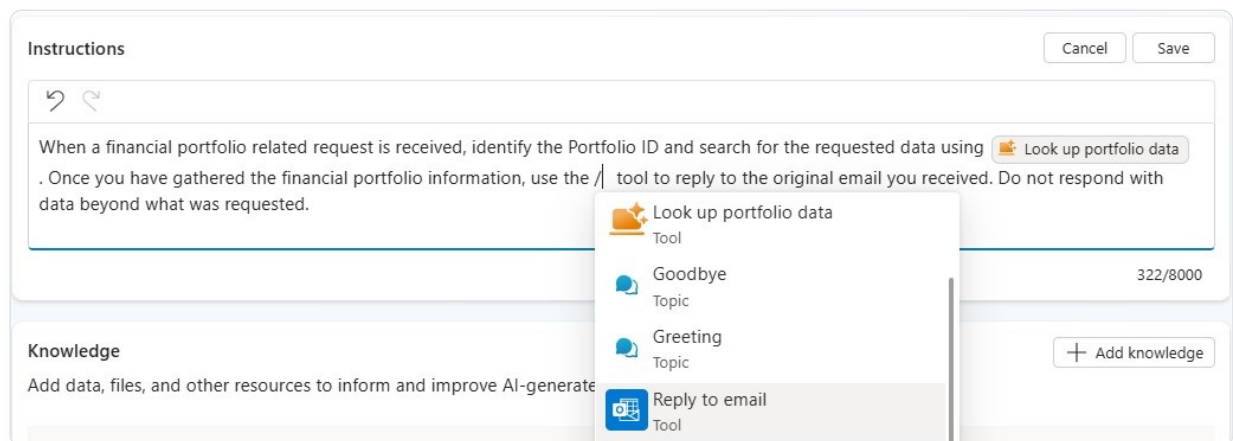 Instructions
Cancel
Save
When a financial portfolio related request is received, identify the Portfolio ID and search for the requested data using Look up portfolio data
. Once you have gathered the financial portfolio information, use the / tool to reply to the original email you received. Do not respond with
data beyond what was requested.
Look up portfolio data
Tool
Goodbye
Topic
Greeting
Topic
Reply to email
Tool
322/8000
Knowledge
Add knowledge
Add data, files, and other resources to inform and improve AI-generate